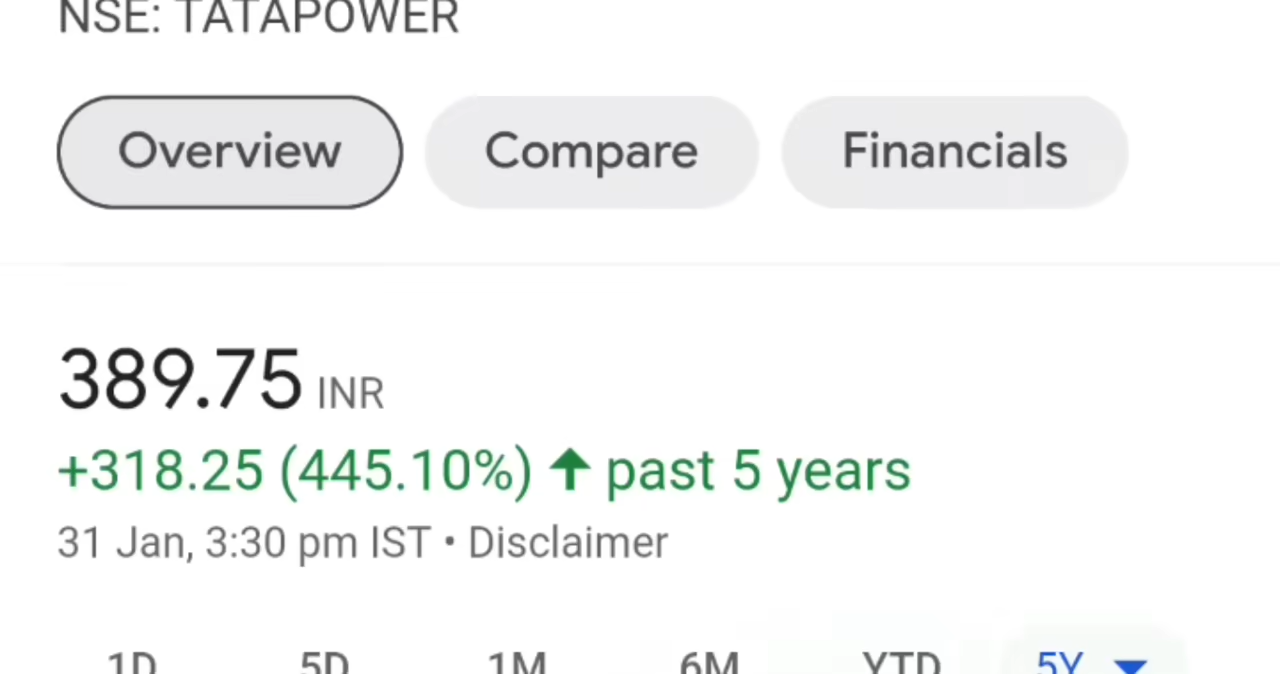 NSE: TATAPOWER
Overview Compare Financials
389.75 INR
+318.25 (445.10%) ↑ past 5 years
31 Jan, 3:30 pm IST • Disclaimer
1D 5D 1M 6M YTD 5Y